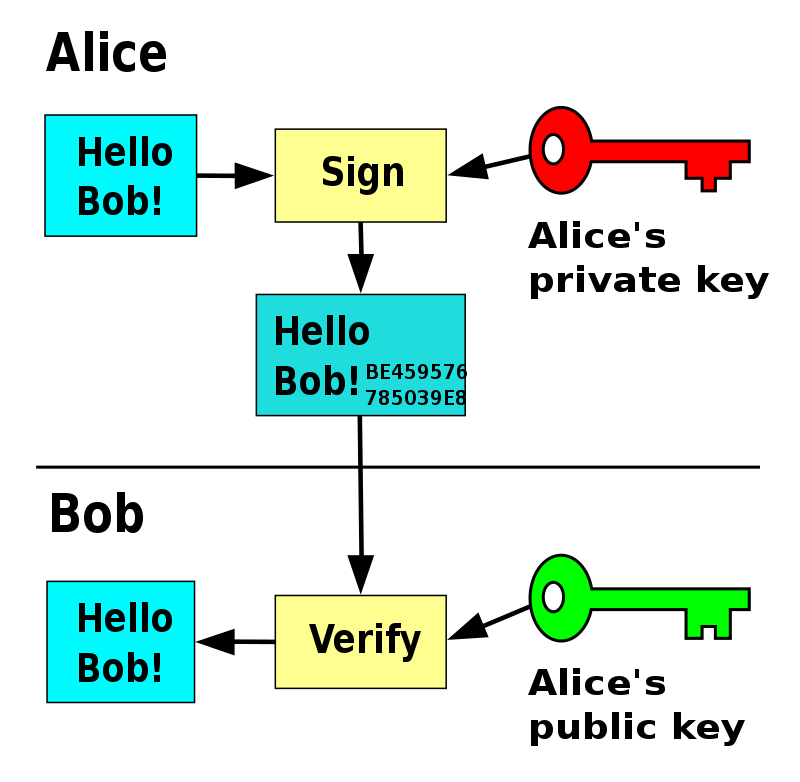 Alice
Hello
Bob!
Sign
Alice's
private key
Hello
Bob!
BE459576
785039E8
Bob
Hello
Bob!
Verify
Alice's
public key